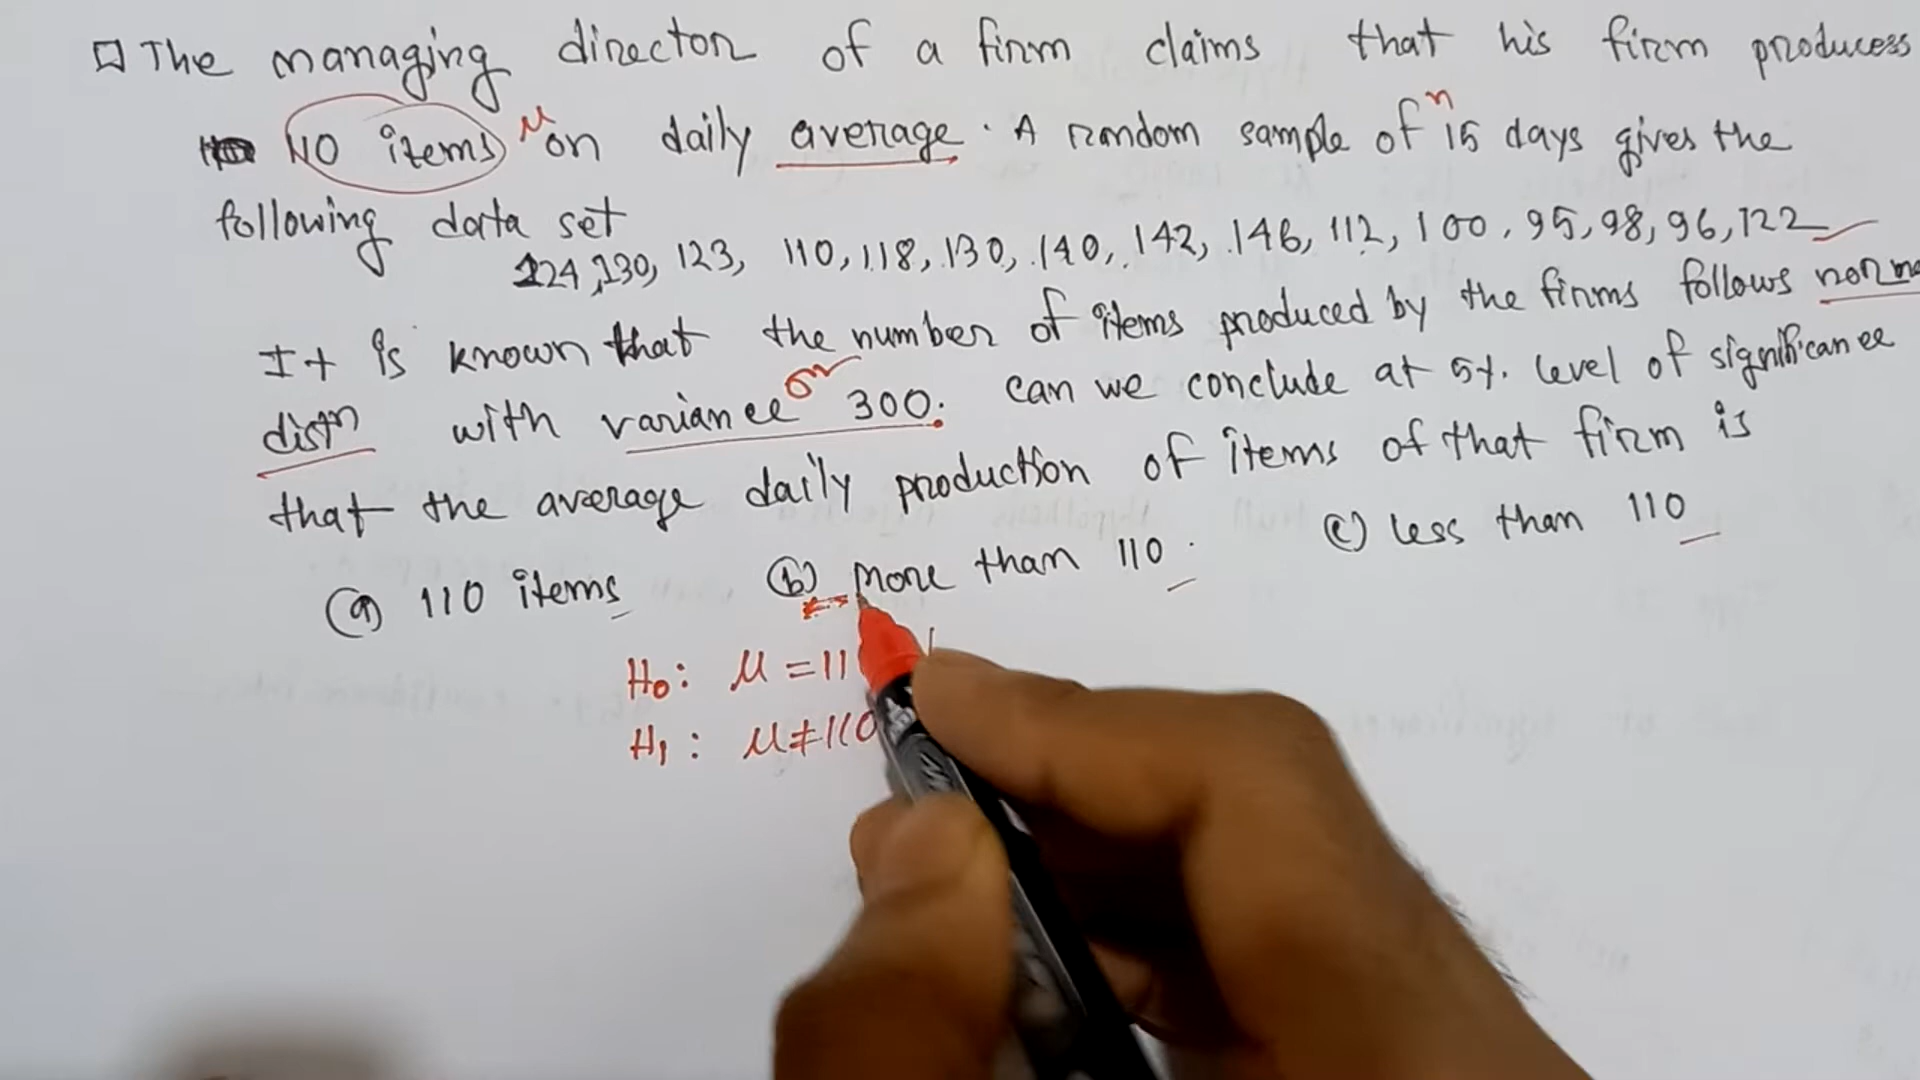 The managing director of a firm claims that his firm producess
110 items μ on daily average. A random sample of n 15 days gives the
following data set
124, 130, 123, 110, 118, 130, 140, 142, 146, 112, 100, 95, 98, 96, 122
It is known that the number of items produced by the firms follows
distn with variance σ² 300. can we conclude at 5%. level of significance
that the average daily production of items of that firm is
(a) 110 items (b) more than 110. (c) less than 110
H₀: μ = 11
H₁: μ ≠ 110